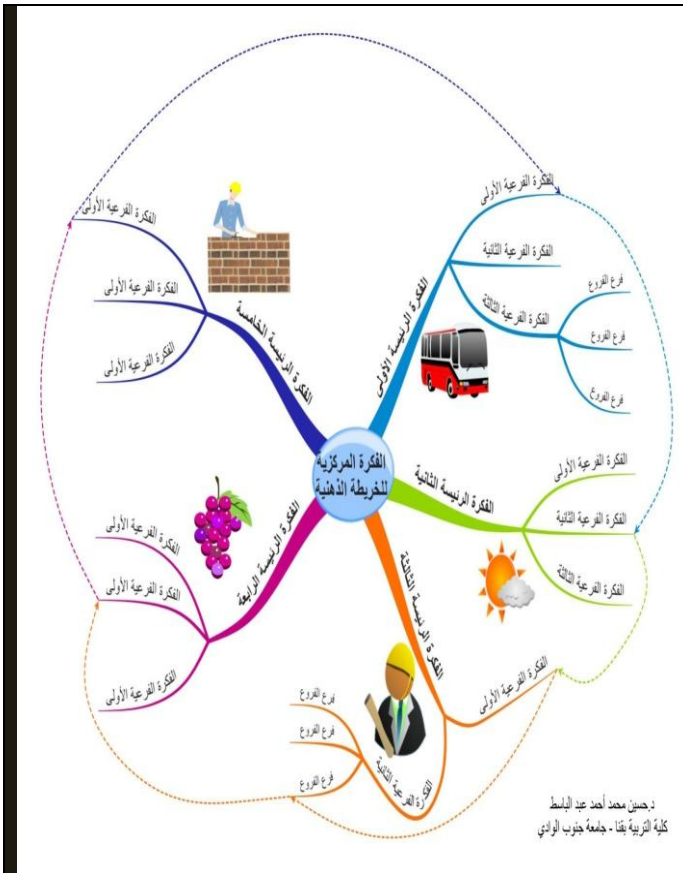 الفكرة المركزية
للخريطة الذهنية
الفكرة الرئيسة الأولى
الفكرة الفرعية الأولى
الفكرة الفرعية الثانية
الفكرة الفرعية الثالثة
فرع الفروع
فرع الفروع
فرع الفروع
الفكرة الرئيسة الثانية
الفكرة الفرعية الأولى
الفكرة الفرعية الثانية
الفكرة الفرعية الثالثة
الفكرة الرئيسة الثالثة
الفكرة الفرعية الأولى
الفكرة الفرعية الثانية
فرع الفروع
فرع الفروع
فرع الفروع
الفكرة الرئيسة الرابعة
الفكرة الفرعية الأولى
الفكرة الفرعية الأولى
الفكرة الفرعية الأولى
الفكرة الرئيسة الخامسة
الفكرة الفرعية الأولى
الفكرة الفرعية الأولى
الفكرة الفرعية الأولى
د.حسين محمد أحمد عبد الباسط
كلية التربية بقنا - جامعة جنوب الوادي